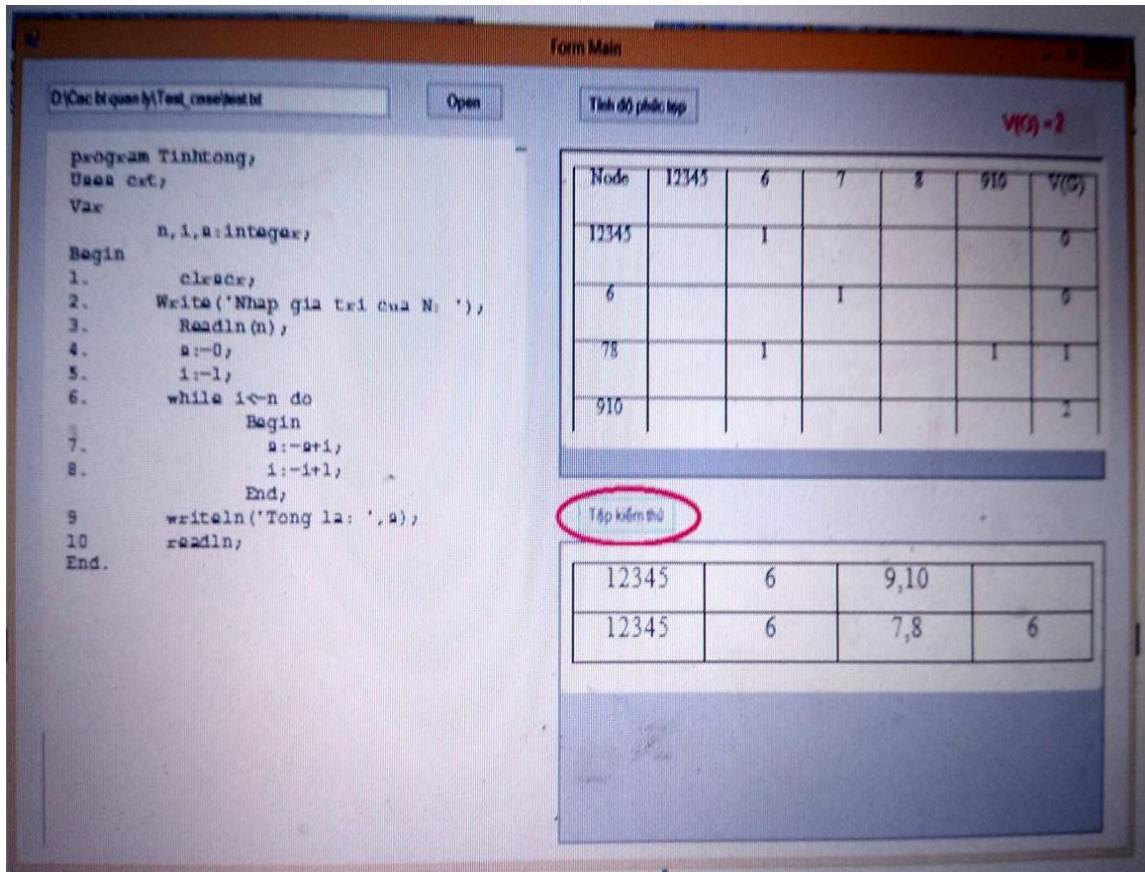 Form Main
D:\Cac bt quan ly\Test_case\test.txt
Open
program Tinhtong;
Uses crt;
Var
n,i,s:integer;
Begin
1. clrscr;
2. Write('Nhap gia tri cua N: ');
3. Readln(n);
4. s:=0;
5. i:=1;
6. while i<=n do
Begin
7. s:=s+i;
8. i:=i+1;
End;
9 writeln('Tong la: ',s);
10 readln;
End.
Tính độ phức tạp
V(G) = 2
Node 12345 6 7 8 910 V(G)
12345 1 0
6 1 0
78 1 1 1
910 2
Tập kiểm thử
12345 6 9,10
12345 6 7,8 6